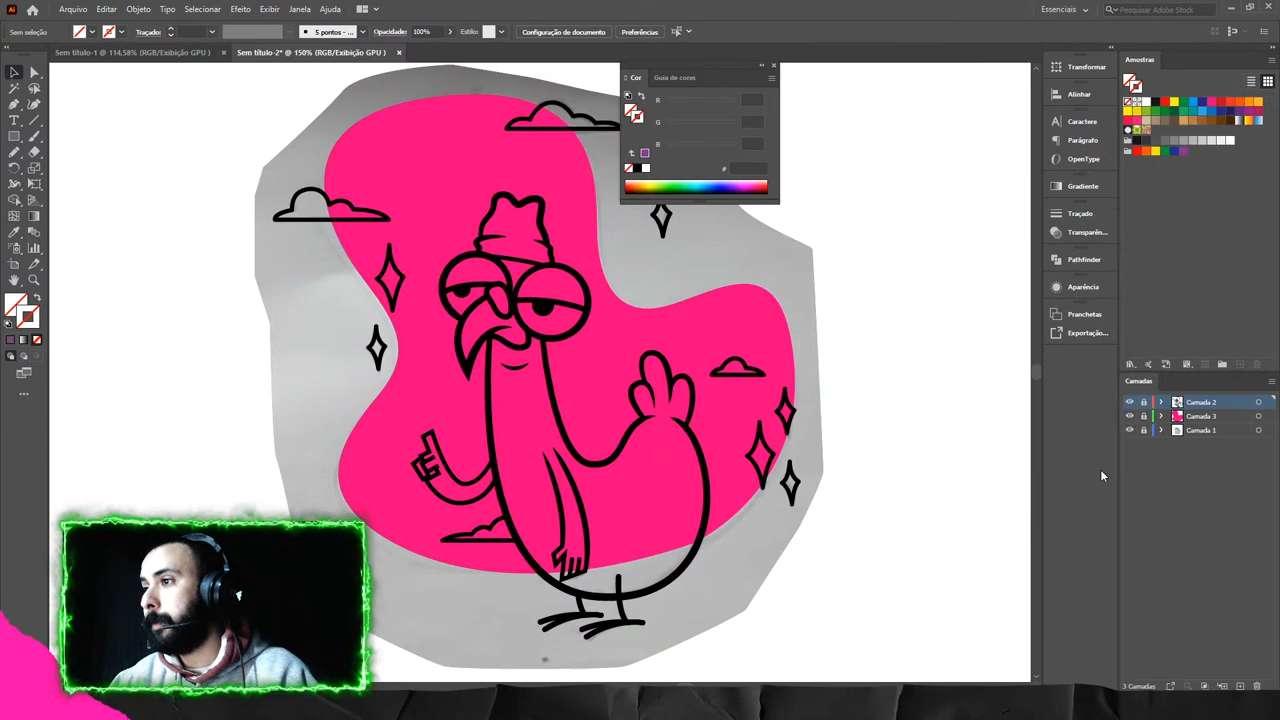 Ai
Arquivo Editar Objeto Tipo Selecionar Efeito Exibir Janela Ajuda
Essenciais
Pesquisar Adobe Stock
Sem seleção
Traçado:
5 pontos -...
Opacidade:
100%
Estilo:
Configuração de documento
Preferências
Sem título-1 @ 114,58% (RGB/Exibição GPU ) ×
Sem título-2* @ 150% (RGB/Exibição GPU ) ×
Cor
Guia de cores
R
G
B
#
Transformar
Alinhar
Caractere
Parágrafo
OpenType
Gradiente
Traçado
Transparên...
Pathfinder
Aparência
Pranchetas
Exportação...
Amostras
Camadas
Camada 2
Camada 3
Camada 1
3 Camadas